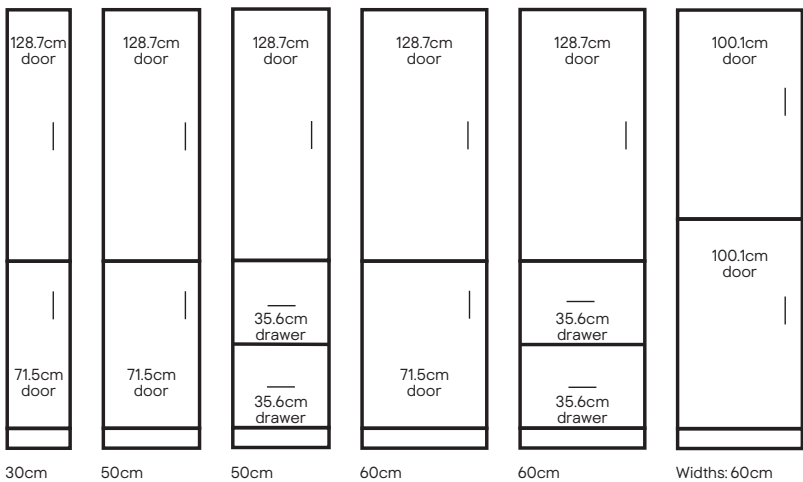 128.7cm
door
71.5cm
door
30cm
128.7cm
door
71.5cm
door
50cm
128.7cm
door
35.6cm
drawer
35.6cm
drawer
50cm
128.7cm
door
71.5cm
door
60cm
128.7cm
door
35.6cm
drawer
35.6cm
drawer
60cm
100.1cm
door
100.1cm
door
Widths: 60cm